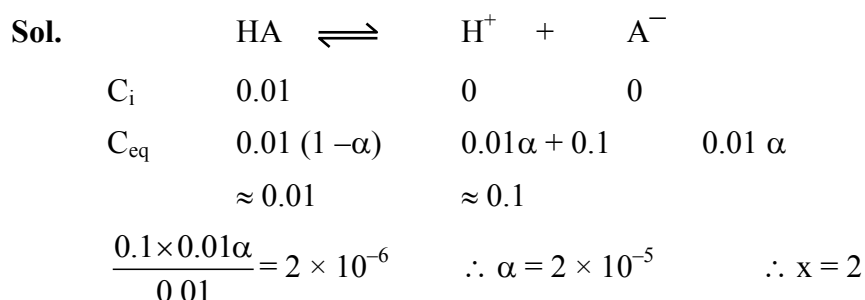 Sol. HA ⇌ H⁺ + A⁻
Cᵢ 0.01 0 0
C_eq 0.01 (1 –α) 0.01α + 0.1 0.01 α
≈ 0.01 ≈ 0.1
0.1×0.01α / 0.01 = 2 × 10⁻⁶ ∴ α = 2 × 10⁻⁵ ∴ x = 2